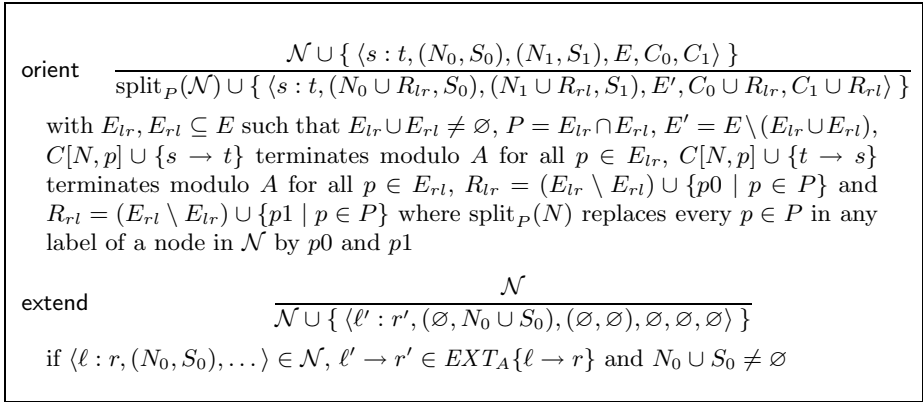 orient
𝒩 ∪ { ⟨s : t, (N₀, S₀), (N₁, S₁), E, C₀, C₁⟩ }
split_P(𝒩) ∪ { ⟨s : t, (N₀ ∪ R_lr, S₀), (N₁ ∪ R_rl, S₁), E′, C₀ ∪ R_lr, C₁ ∪ R_rl⟩ }
with E_lr, E_rl ⊆ E such that E_lr ∪ E_rl ≠ ∅, P = E_lr ∩ E_rl, E′ = E \ (E_lr ∪ E_rl),
C[N, p] ∪ {s → t} terminates modulo A for all p ∈ E_lr, C[N, p] ∪ {t → s}
terminates modulo A for all p ∈ E_rl, R_lr = (E_lr \ E_rl) ∪ {p0 | p ∈ P} and
R_rl = (E_rl \ E_lr) ∪ {p1 | p ∈ P} where split_P(N) replaces every p ∈ P in any
label of a node in 𝒩 by p0 and p1
extend
𝒩
𝒩 ∪ { ⟨ℓ′ : r′, (∅, N₀ ∪ S₀), (∅, ∅), ∅, ∅, ∅⟩ }
if ⟨ℓ : r, (N₀, S₀), . . .⟩ ∈ 𝒩, ℓ′ → r′ ∈ EXT_A{ℓ → r} and N₀ ∪ S₀ ≠ ∅